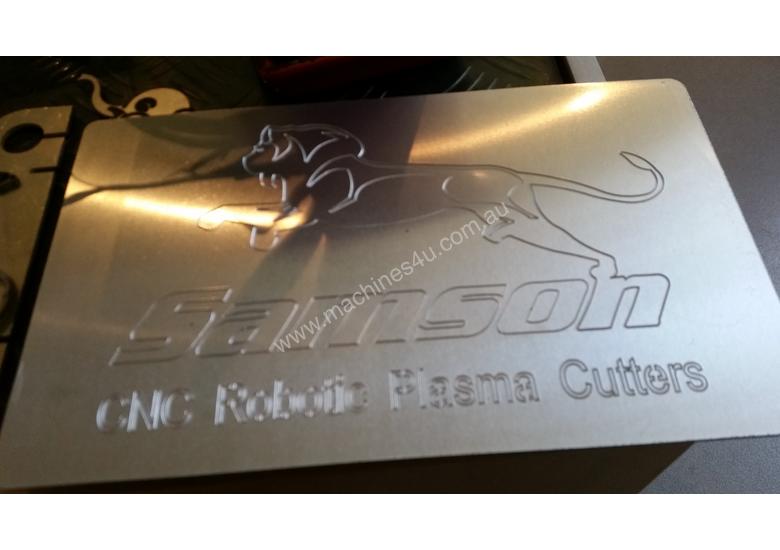 www.machines4u.com.au
Samson
CNC Robotic Plasma Cutters